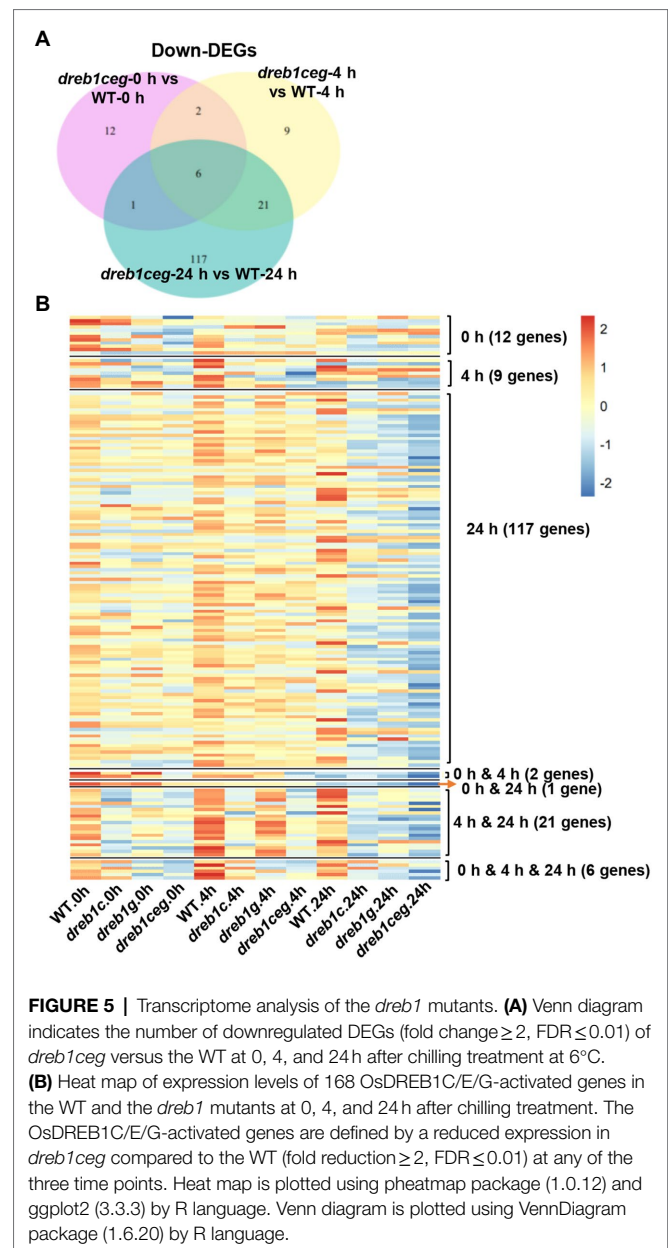 A
Down-DEGs
dreb1ceg-0 h vs
WT-0 h
dreb1ceg-4 h
vs WT-4 h
2
12
9
6
1
21
117
dreb1ceg-24 h vs WT-24 h
B
0 h (12 genes)
4 h (9 genes)
24 h (117 genes)
0 h & 4 h (2 genes)
0 h & 24 h (1 gene)
4 h & 24 h (21 genes)
0 h & 4 h & 24 h (6 genes)
2
1
0
-1
-2
WT.0h
dreb1c.0h
dreb1g.0h
dreb1ceg.0h
WT.4h
dreb1c.4h
dreb1g.4h
dreb1ceg.4h
WT.24h
dreb1c.24h
dreb1g.24h
dreb1ceg.24h
FIGURE 5 | Transcriptome analysis of the dreb1 mutants. (A) Venn diagram
indicates the number of downregulated DEGs (fold change ≥ 2, FDR ≤ 0.01) of
dreb1ceg versus the WT at 0, 4, and 24 h after chilling treatment at 6°C.
(B) Heat map of expression levels of 168 OsDREB1C/E/G-activated genes in
the WT and the dreb1 mutants at 0, 4, and 24 h after chilling treatment. The
OsDREB1C/E/G-activated genes are defined by a reduced expression in
dreb1ceg compared to the WT (fold reduction ≥ 2, FDR ≤ 0.01) at any of the
three time points. Heat map is plotted using pheatmap package (1.0.12) and
ggplot2 (3.3.3) by R language. Venn diagram is plotted using VennDiagram
package (1.6.20) by R language.